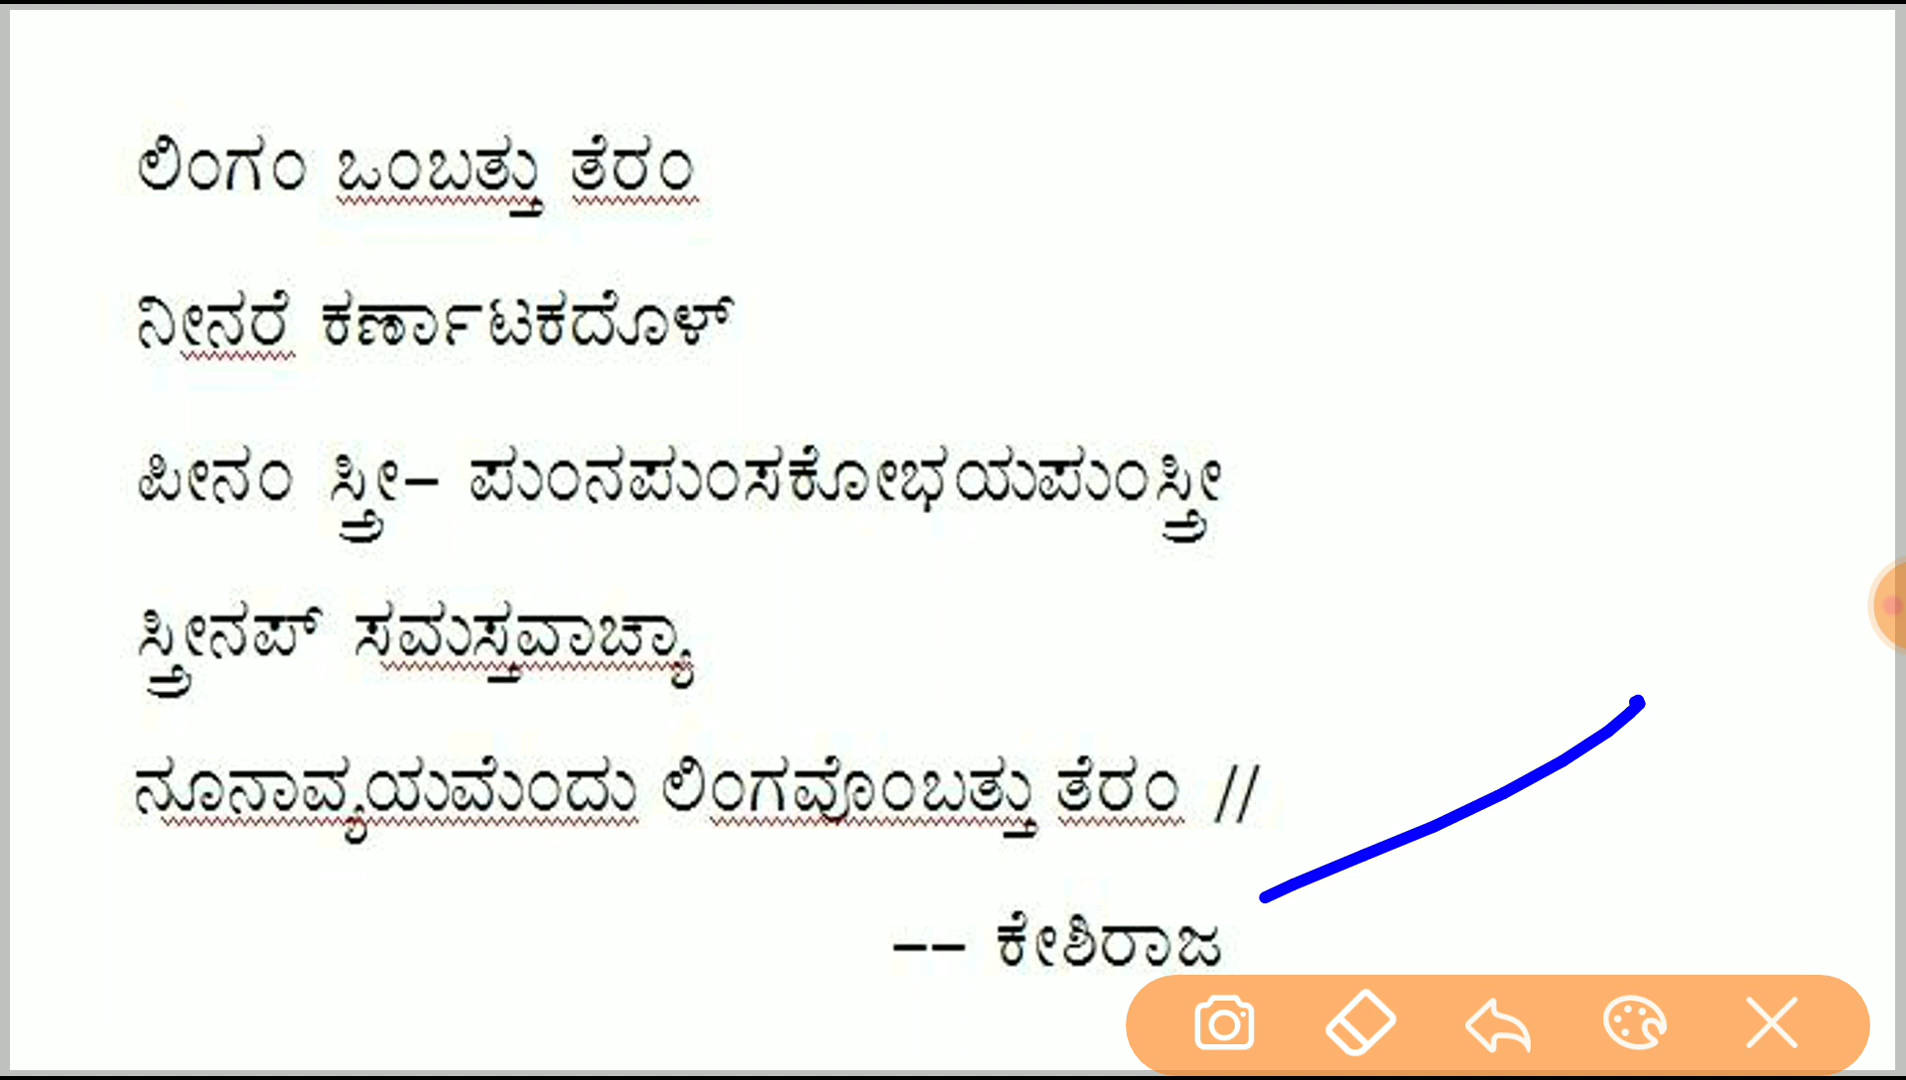 ಲಿಂಗಂ ಒಂಬತ್ತು ತೆರಂ
ನೀನರೆ ಕರ್ಣಾಟಕದೊಳ್
ಪೀನಂ ಸ್ತ್ರೀ– ಪುಂನಪುಂಸಕೋಭಯಪುಂಸ್ತ್ರೀ
ಸ್ತ್ರೀನಪ್ ಸಮಸ್ತವಾಚ್ಯಾ
ನೂನಾವ್ಯಯಮೆಂದು ಲಿಂಗವೊಂಬತ್ತು ತೆರಂ //
–– ಕೇಶಿರಾಜ